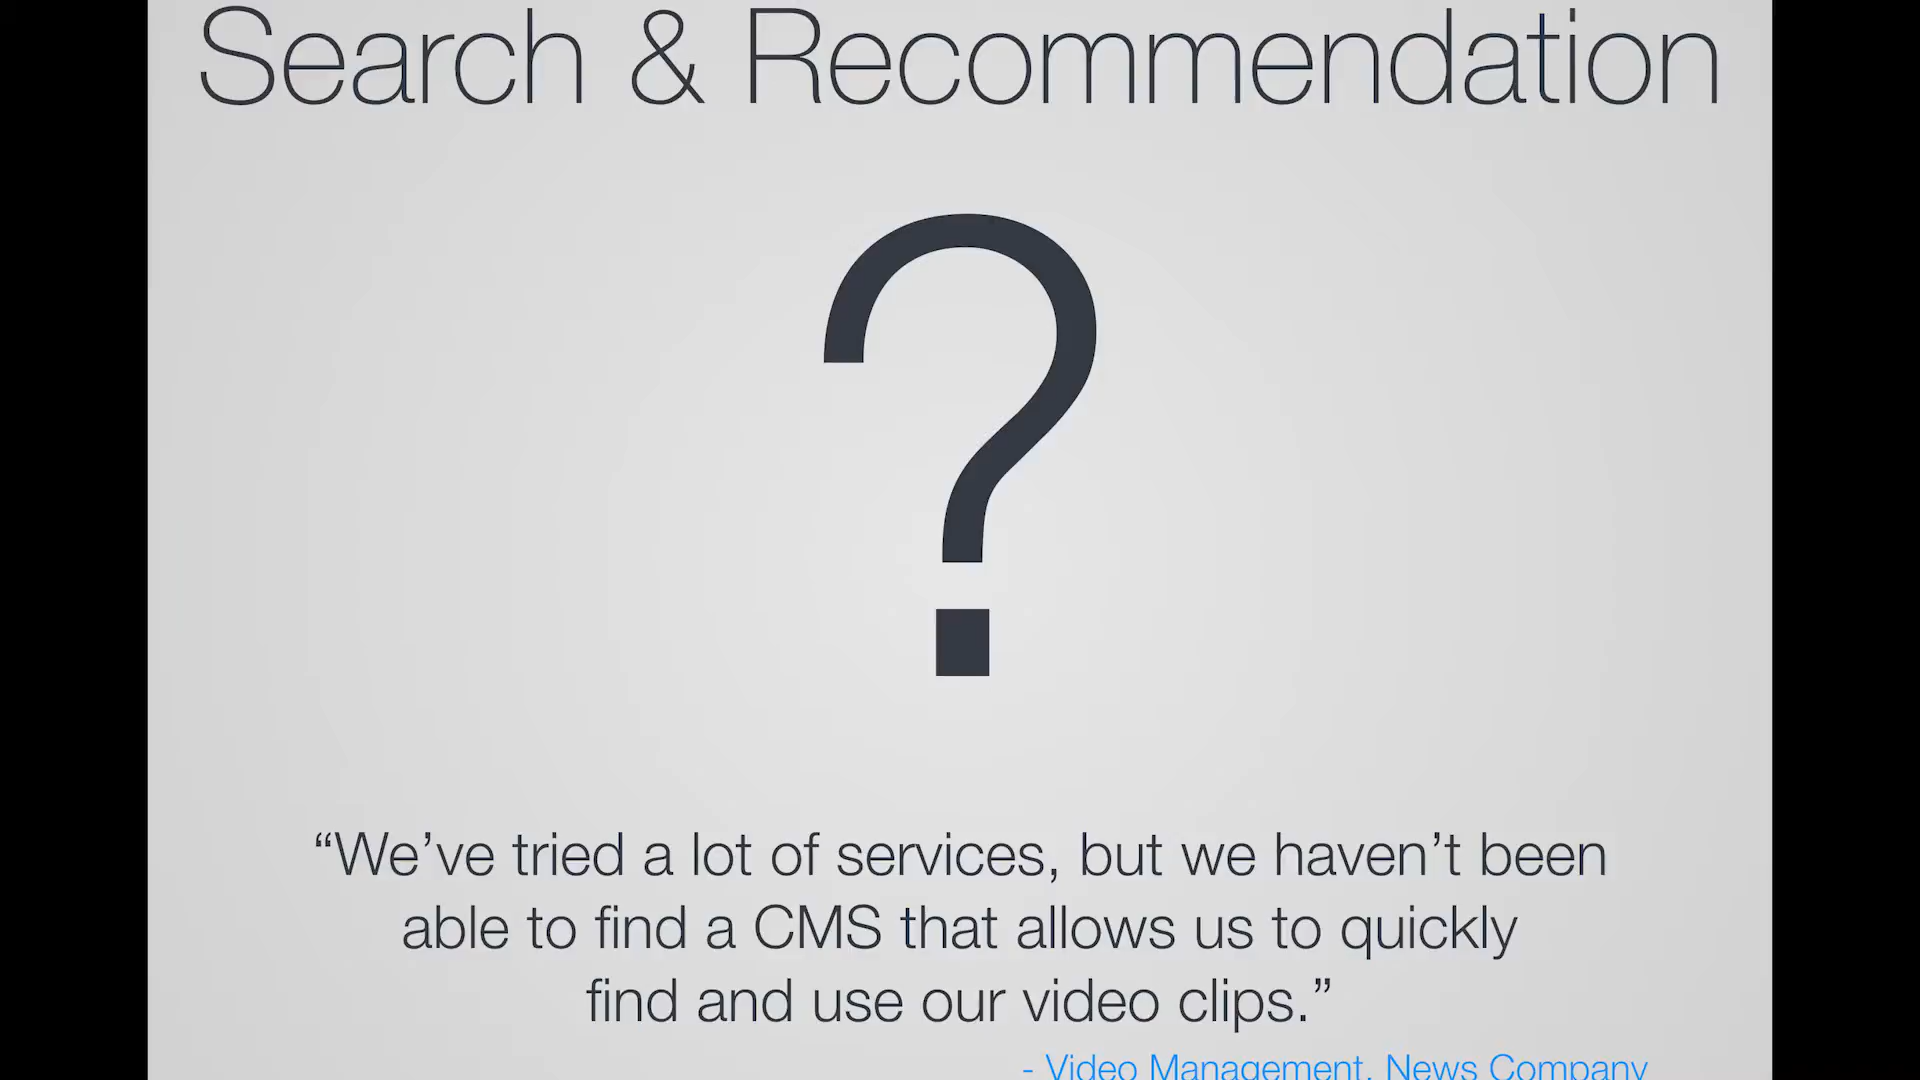 Search & Recommendation
?
“We’ve tried a lot of services, but we haven’t been
able to find a CMS that allows us to quickly
find and use our video clips.”
- Video Management, News Company